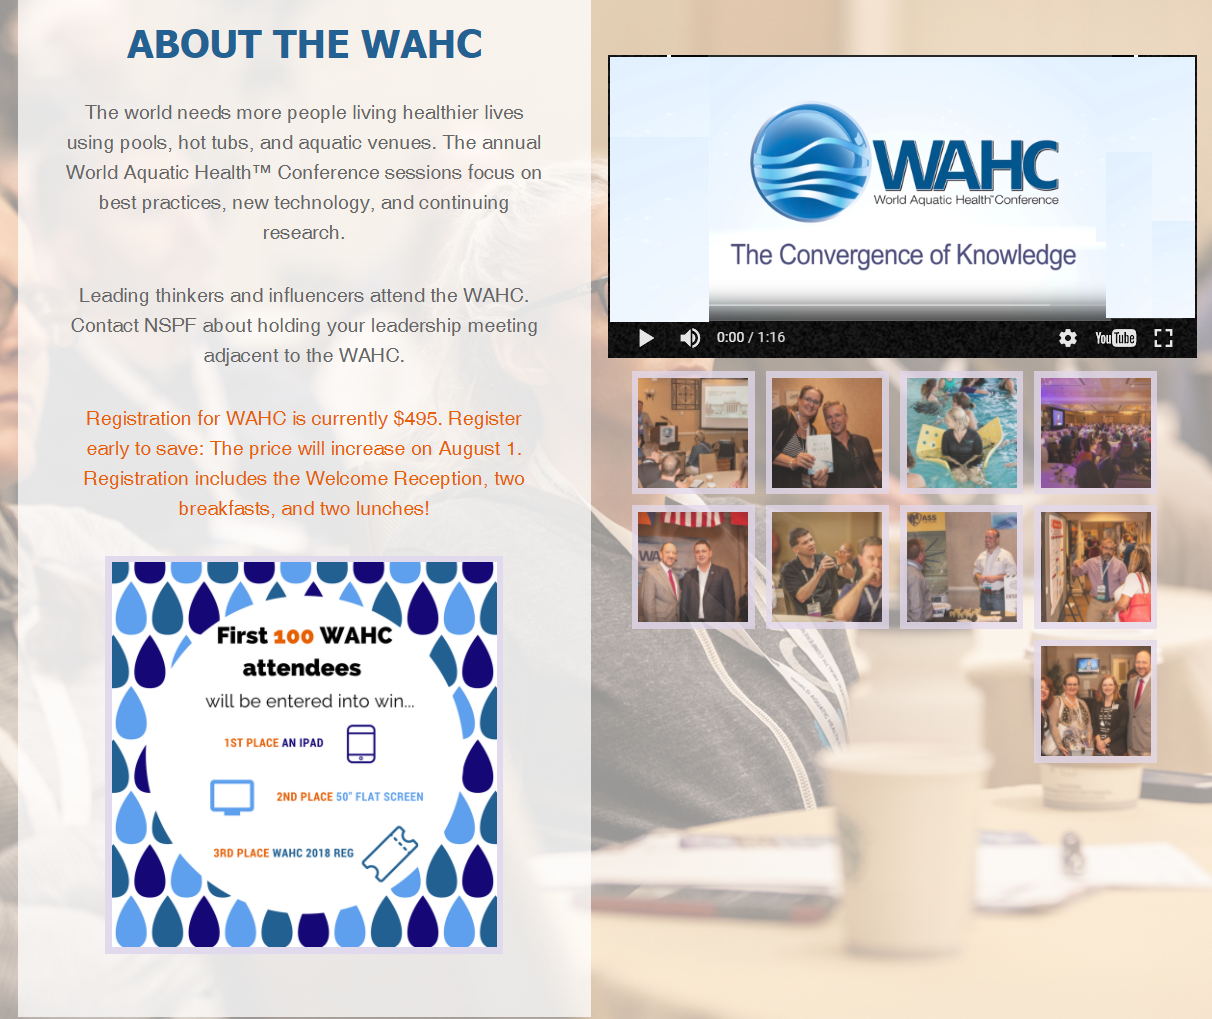 ABOUT THE WAHC
The world needs more people living healthier lives
using pools, hot tubs, and aquatic venues. The annual
World Aquatic Health™ Conference sessions focus on
best practices, new technology, and continuing
research.
Leading thinkers and influencers attend the WAHC.
Contact NSPF about holding your leadership meeting
adjacent to the WAHC.
Registration for WAHC is currently $495. Register
early to save: The price will increase on August 1.
Registration includes the Welcome Reception, two
breakfasts, and two lunches!
First 100 WAHC
attendees
will be entered into win...
1ST PLACE AN IPAD
2ND PLACE 50" FLAT SCREEN
3RD PLACE WAHC 2018 REG
WAHC
World Aquatic Health™ Conference
The Convergence of Knowledge
0:00 / 1:16
YouTube
WA
ASS